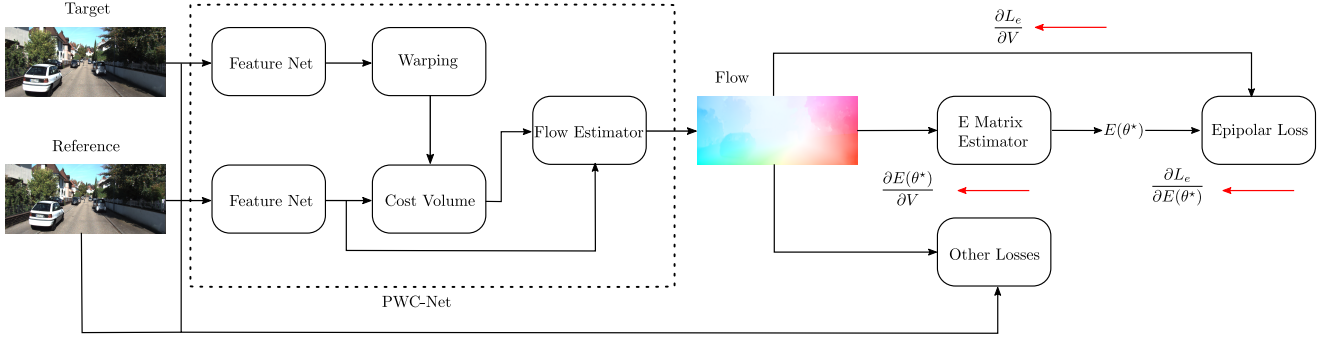 Target
Feature Net
Warping
Reference
Feature Net
Cost Volume
Flow Estimator
PWC-Net
Flow
∂L_e
∂V
E Matrix
Estimator
E(θ*)
Epipolar Loss
∂E(θ*)
∂V
∂L_e
∂E(θ*)
Other Losses